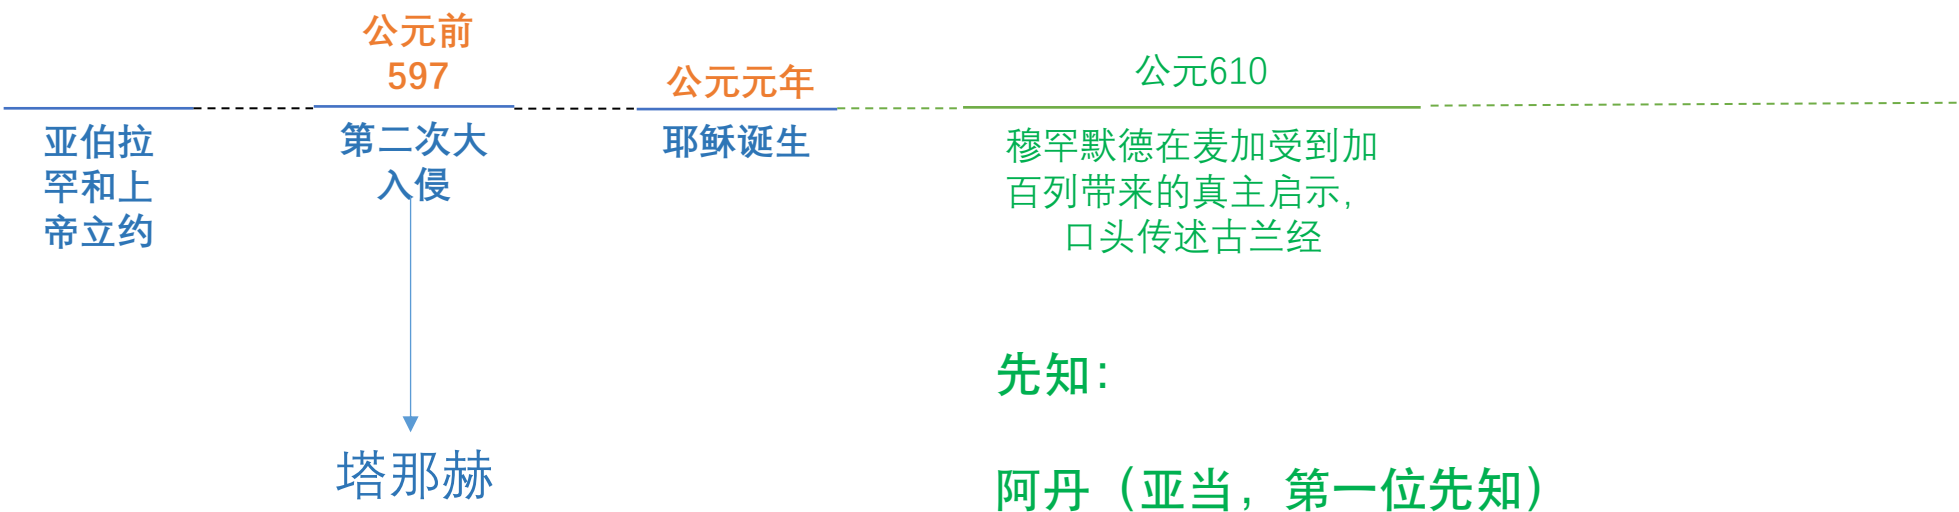 公元前
597
公元元年
公元610
亚伯拉
罕和上
帝立约
第二次大
入侵
耶稣诞生
穆罕默德在麦加受到加
百列带来的真主启示，
口头传述古兰经
塔那赫
先知：
阿丹（亚当，第一位先知）